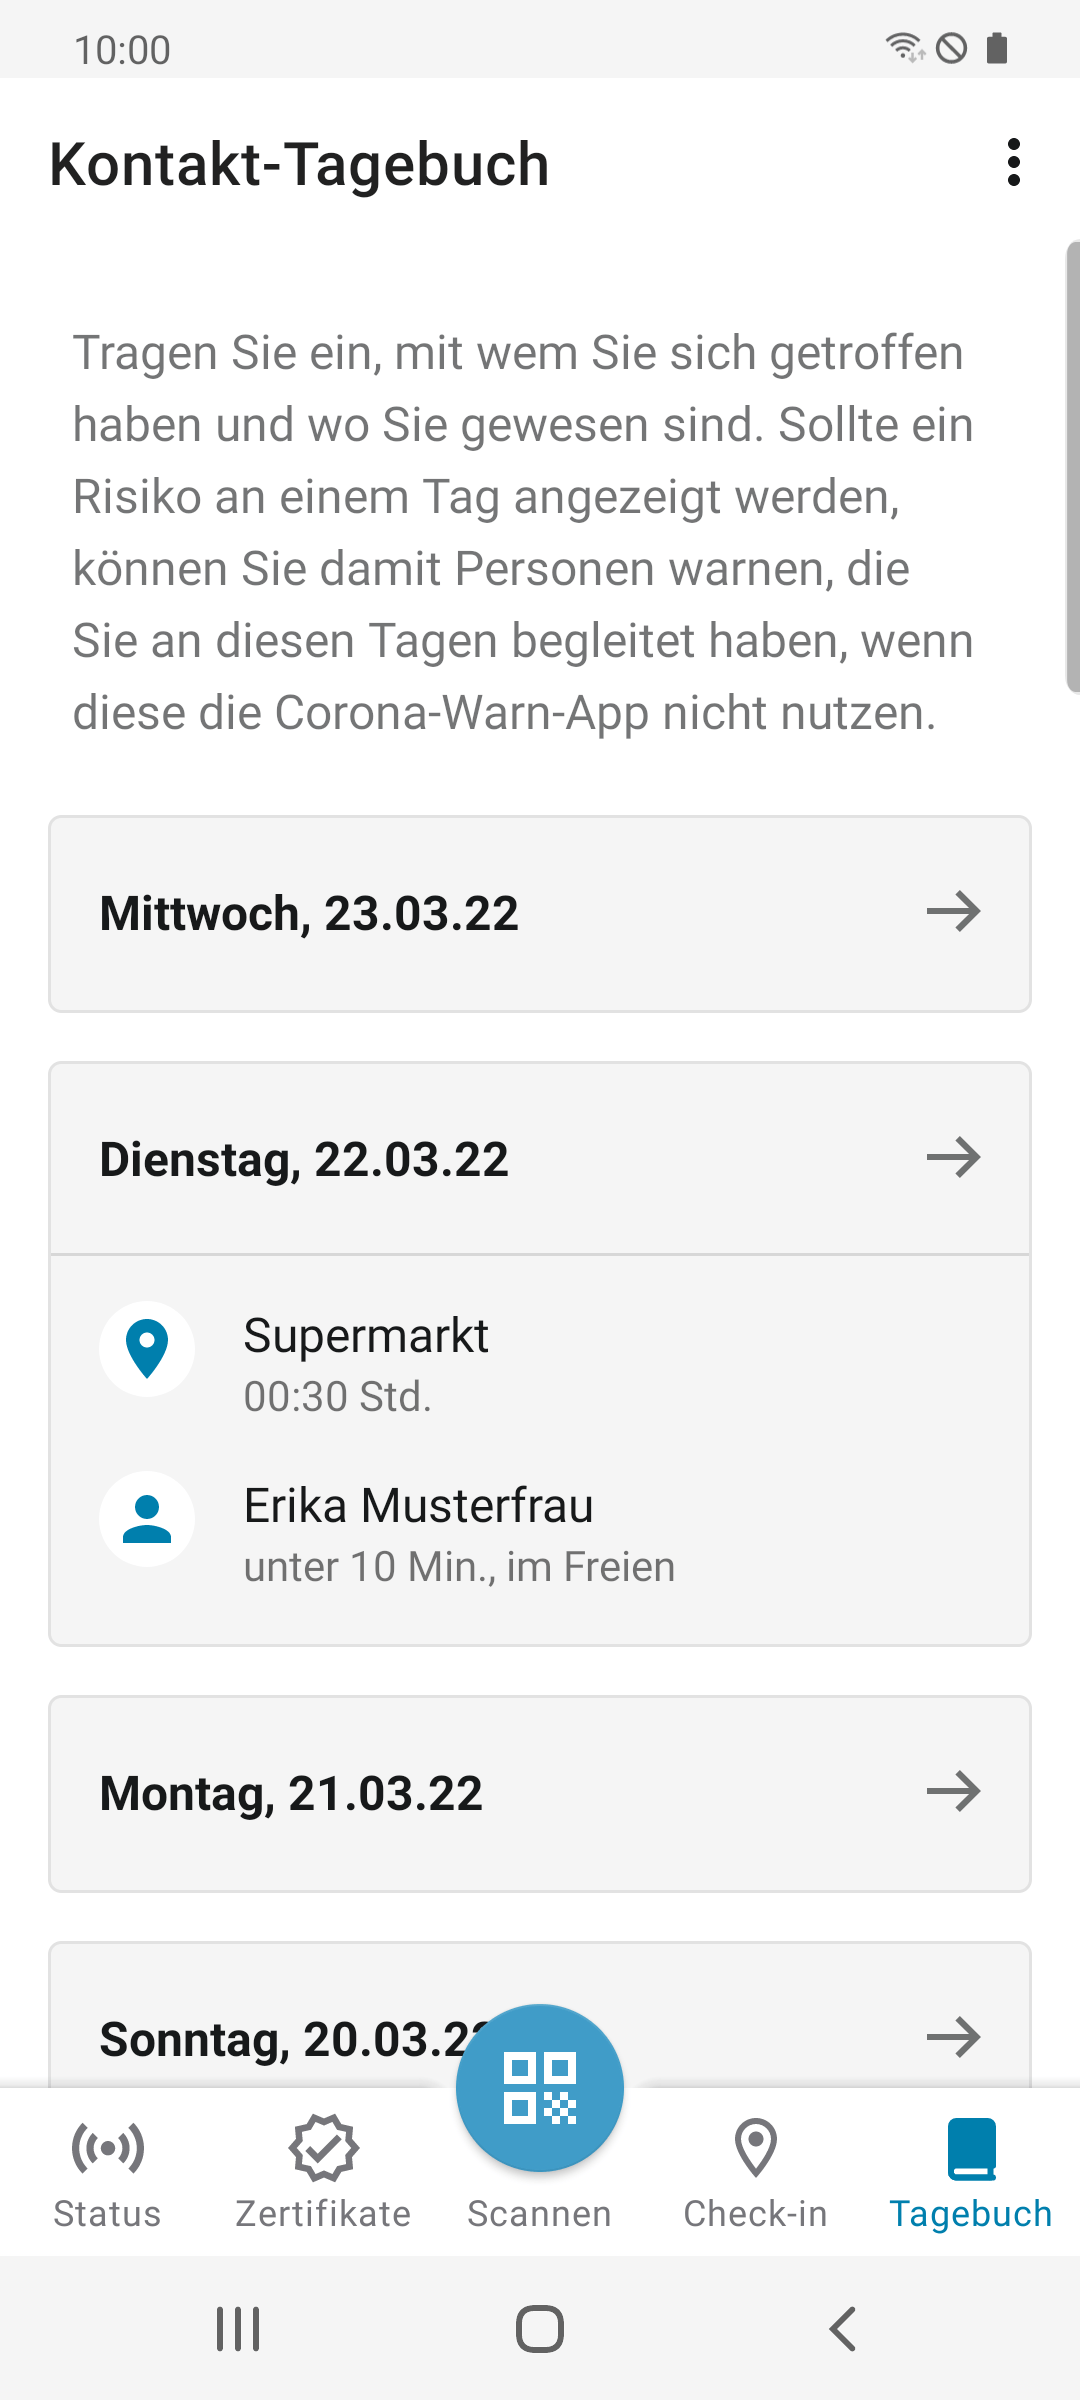 10:00
Kontakt-Tagebuch
Tragen Sie ein, mit wem Sie sich getroffen
haben und wo Sie gewesen sind. Sollte ein
Risiko an einem Tag angezeigt werden,
können Sie damit Personen warnen, die
Sie an diesen Tagen begleitet haben, wenn
diese die Corona-Warn-App nicht nutzen.
Mittwoch, 23.03.22
Dienstag, 22.03.22
Supermarkt
00:30 Std.
Erika Musterfrau
unter 10 Min., im Freien
Montag, 21.03.22
Sonntag, 20.03.22
Status
Zertifikate
Scannen
Check-in
Tagebuch